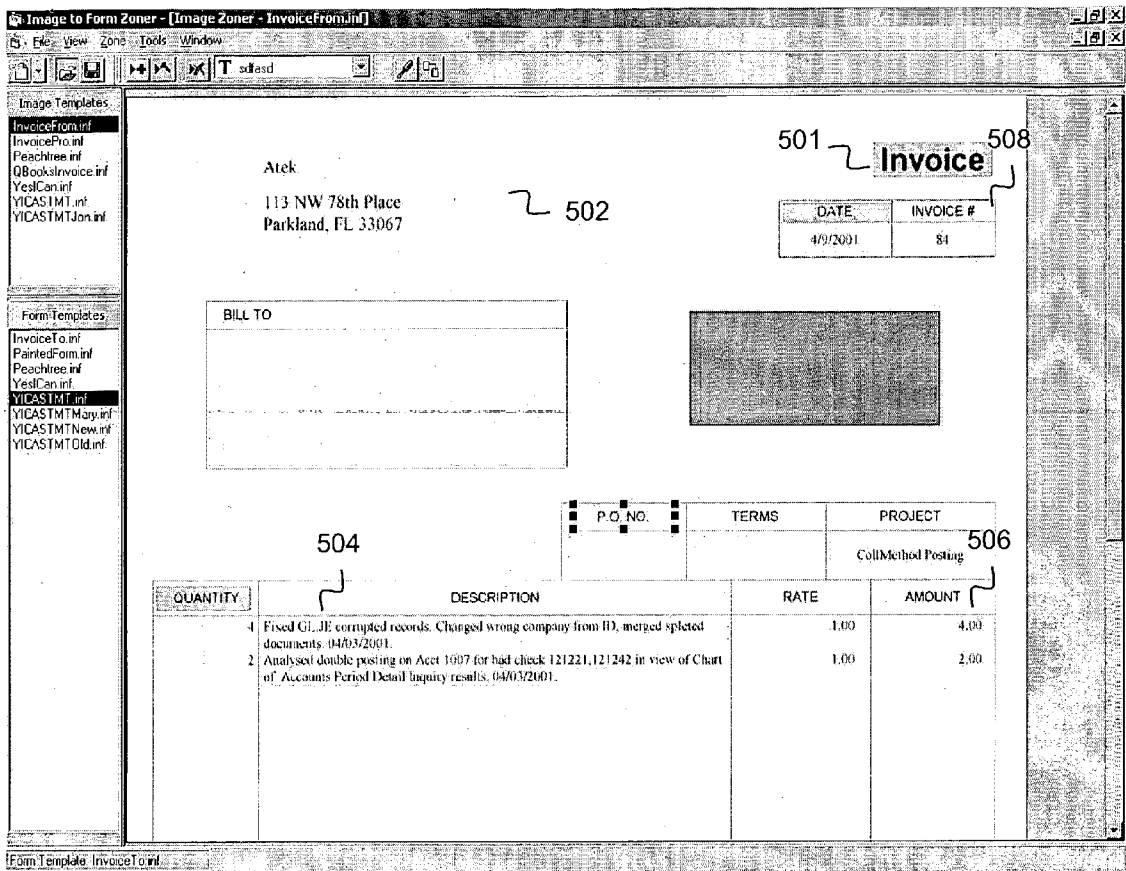 Image to Form Zoner - [Image Zoner - InvoiceFrom.inf]
File View Zone Tools Window
T sdfasd
Image Templates
InvoiceFrom.inf
InvoicePro.inf
Peachtree.inf
QBooksInvoice.inf
YesICan.inf
YICASTMT.inf
YICASTMTJon.inf
Form Templates
InvoiceTo.inf
PaintedForm.inf
Peachtree.inf
YesICan.inf
YICASTMT.inf
YICASTMTMary.inf
YICASTMTNew.inf
YICASTMTOld.inf
501
Invoice
508
Atek
113 NW 78th Place
Parkland, FL 33067
502
DATE INVOICE #
4/9/2001 84
BILL TO
P.O. NO. TERMS PROJECT
CollMethod Posting
504
506
QUANTITY DESCRIPTION RATE AMOUNT
4 Fised GL.JE corrupted records. Changed wrong company from ID, merged spleted 1.00 4.00
documents. 04/03/2001.
2 Analysed double posting on Acct 1007 for bad check 121221,121242 in view of Chart 1.00 2.00
of Accounts Period Detail Inquiry results. 04/03/2001.
Form Template InvoiceTo.inf